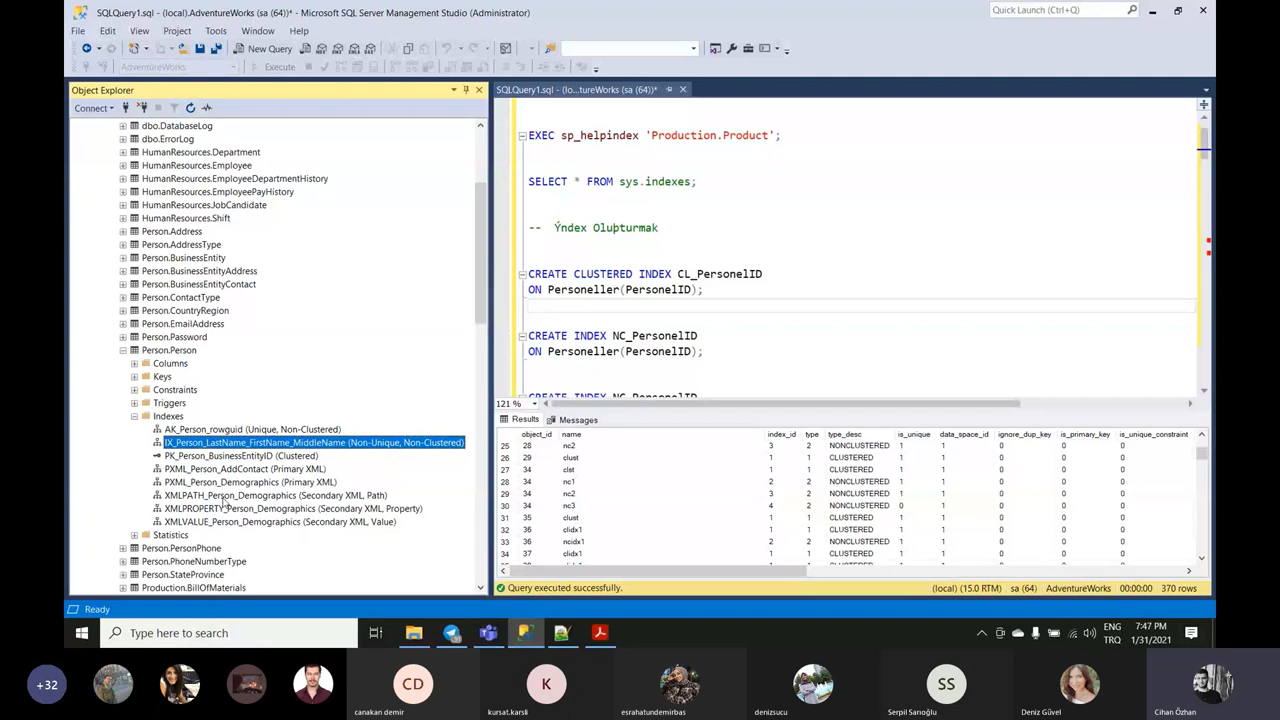 SQLQuery1.sql - (local).AdventureWorks (sa (64))* - Microsoft SQL Server Management Studio (Administrator)
Quick Launch (Ctrl+Q)
File Edit View Project Tools Window Help
New Query
AdventureWorks Execute
Object Explorer
Connect
dbo.DatabaseLog
dbo.ErrorLog
HumanResources.Department
HumanResources.Employee
HumanResources.EmployeeDepartmentHistory
HumanResources.EmployeePayHistory
HumanResources.JobCandidate
HumanResources.Shift
Person.Address
Person.AddressType
Person.BusinessEntity
Person.BusinessEntityAddress
Person.BusinessEntityContact
Person.ContactType
Person.CountryRegion
Person.EmailAddress
Person.Password
Person.Person
Columns
Keys
Constraints
Triggers
Indexes
AK_Person_rowguid (Unique, Non-Clustered)
IX_Person_LastName_FirstName_MiddleName (Non-Unique, Non-Clustered)
PK_Person_BusinessEntityID (Clustered)
PXML_Person_AddContact (Primary XML)
PXML_Person_Demographics (Primary XML)
XMLPATH_Person_Demographics (Secondary XML, Path)
XMLPROPERTY_Person_Demographics (Secondary XML, Property)
XMLVALUE_Person_Demographics (Secondary XML, Value)
Statistics
Person.PersonPhone
Person.PhoneNumberType
Person.StateProvince
Production.BillOfMaterials
SQLQuery1.sql - (lo...tureWorks (sa (64))*
EXEC sp_helpindex 'Production.Product';
SELECT * FROM sys.indexes;
-- Ýndex Oluþturmak
CREATE CLUSTERED INDEX CL_PersonelID
ON Personeller(PersonelID);
CREATE INDEX NC_PersonelID
ON Personeller(PersonelID);
CREATE INDEX NC_PersonelID
121 %
Results Messages
object_id name index_id type type_desc is_unique data_space_id ignore_dup_key is_primary_key is_unique_constraint
25 28 nc2 3 2 NONCLUSTERED 1 1 0 0 0
26 29 clust 1 1 CLUSTERED 1 1 0 0 0
27 34 clst 1 1 CLUSTERED 1 1 0 0 0
28 34 nc1 2 2 NONCLUSTERED 1 1 0 0 0
29 34 nc2 3 2 NONCLUSTERED 1 1 0 0 0
30 34 nc3 4 2 NONCLUSTERED 0 1 0 0 0
31 35 clust 1 1 CLUSTERED 1 1 0 0 0
32 36 clidx1 1 1 CLUSTERED 1 1 0 0 0
33 36 ncidx1 2 2 NONCLUSTERED 1 1 0 0 0
34 37 clidx1 1 1 CLUSTERED 1 1 0 0 0
Query executed successfully. (local) (15.0 RTM) sa (64) AdventureWorks 00:00:00 370 rows
Ready
Type here to search
ENG
TRQ
7:47 PM
1/31/2021
+32
CD
canakan demir
K
kursat.karsli
esrahatundemirbas
denizsucu
SS
Serpil Sarıoğlu
Deniz Güvel
Cihan Özhan